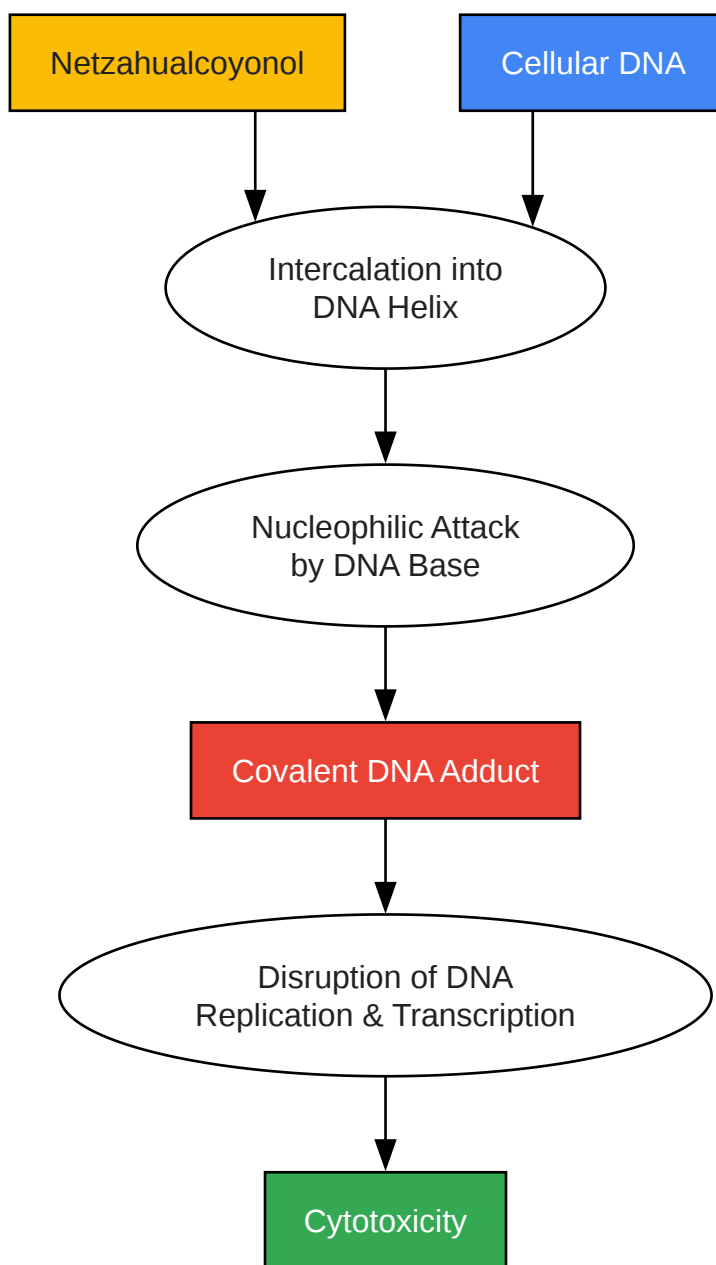 Netzahualcoyonol
Cellular DNA
Intercalation into
DNA Helix
Nucleophilic Attack
by DNA Base
Covalent DNA Adduct
Disruption of DNA
Replication & Transcription
Cytotoxicity